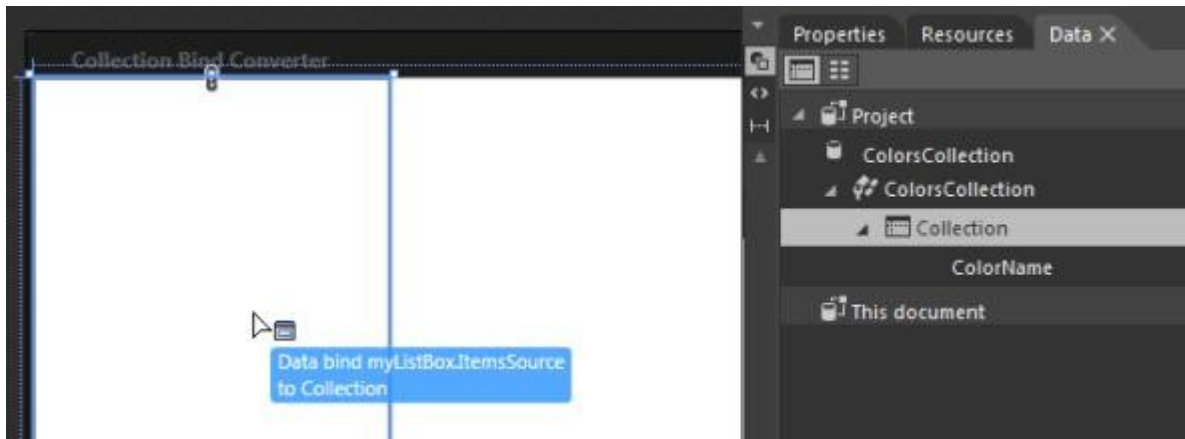 Collection Bind Converter
Properties Resources Data
Project
ColorsCollection
ColorsCollection
Collection
ColorName
This document
Data bind myListBox.ItemsSource
to Collection